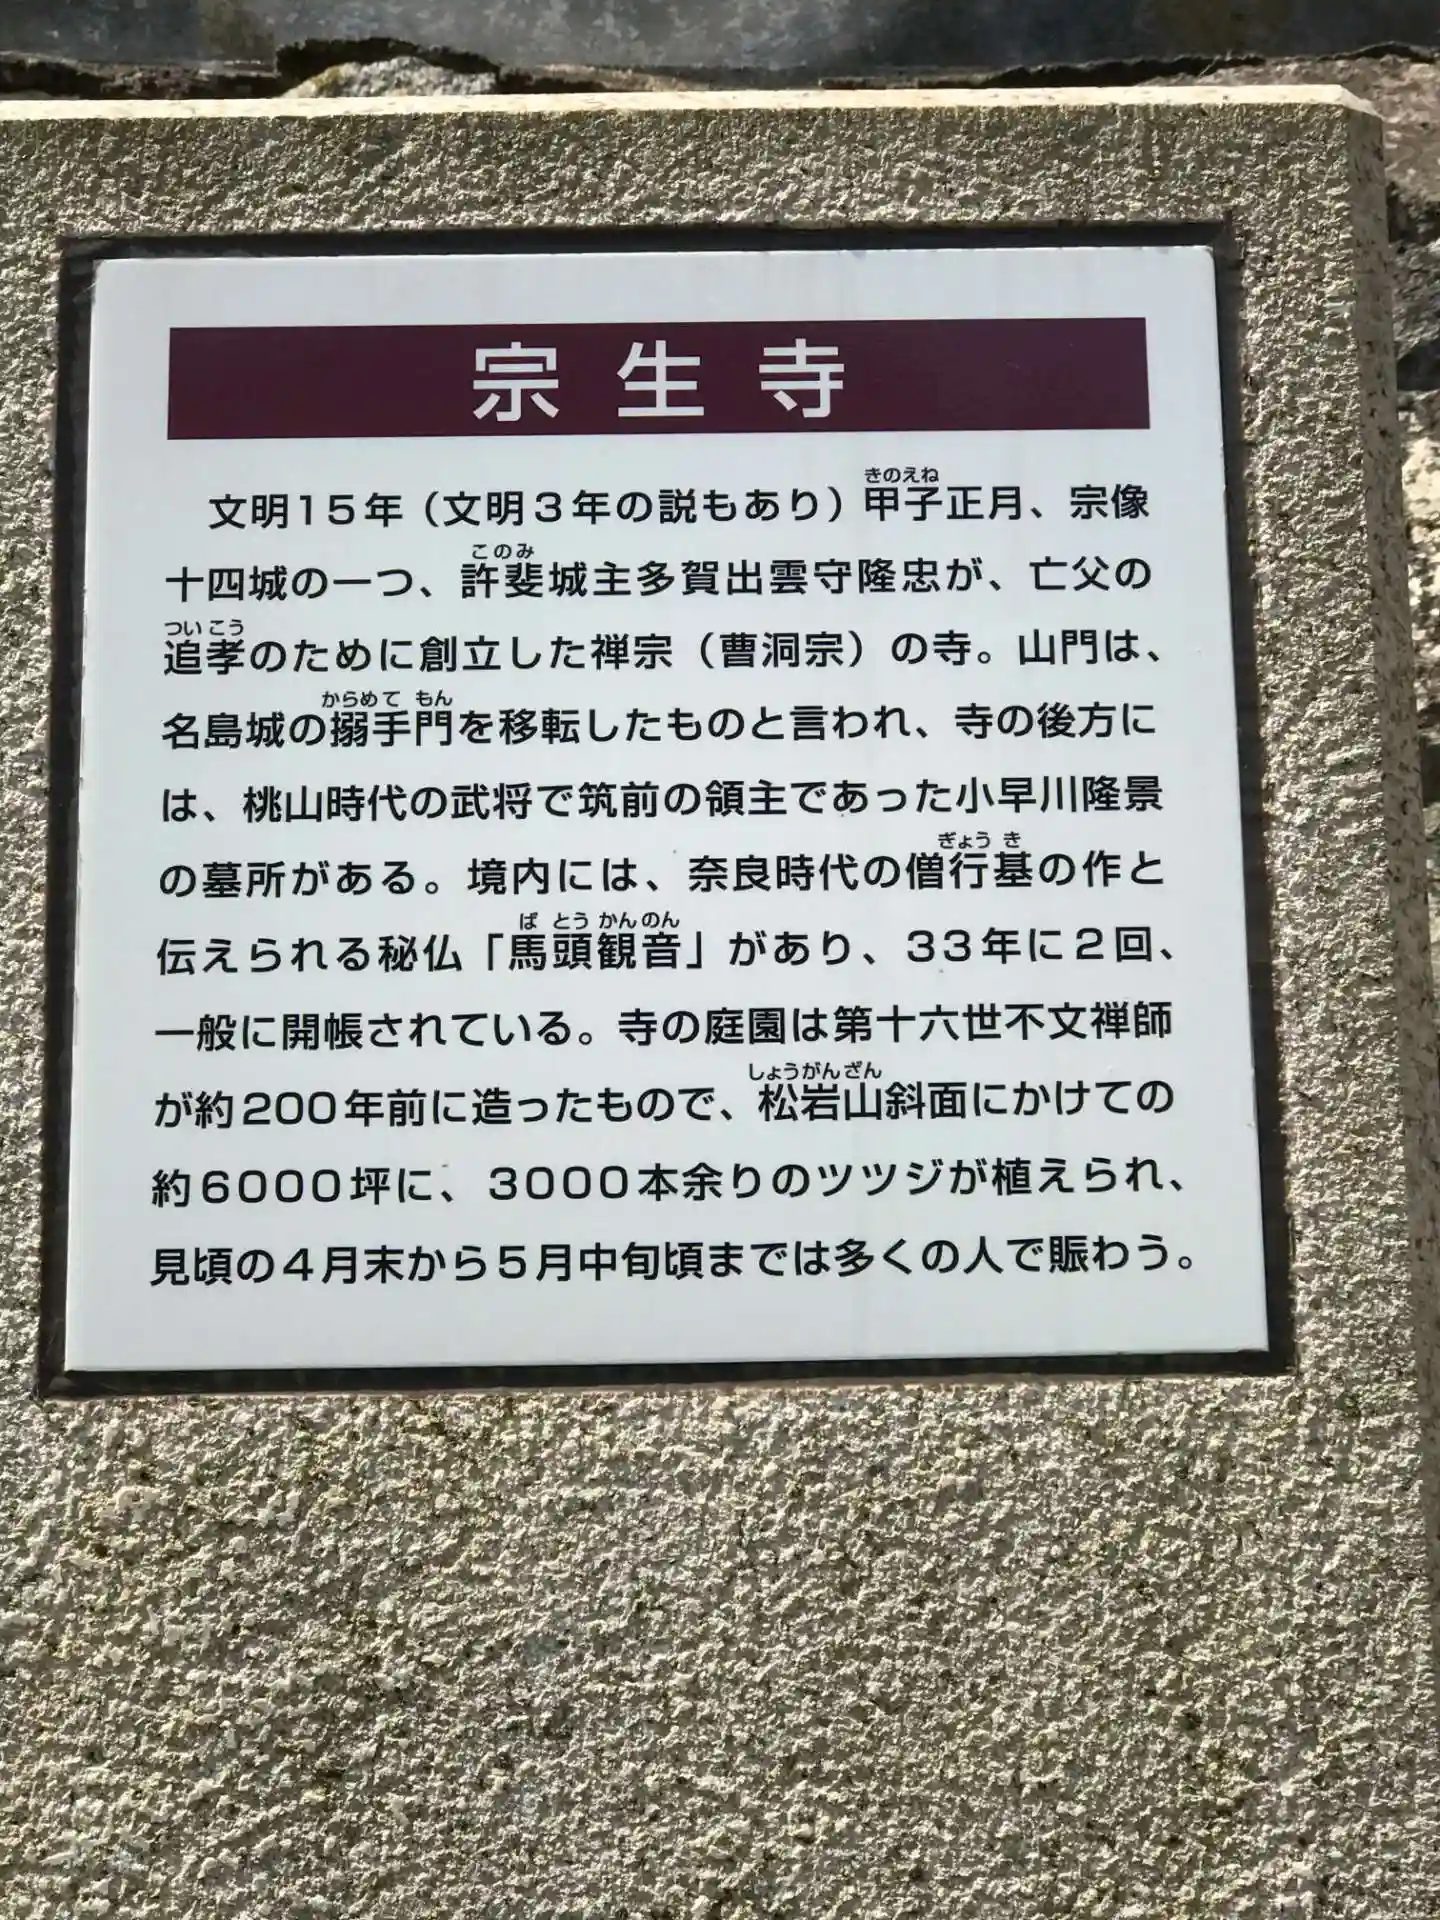 宗生寺
文明15年(文明3年の説もあり)甲子正月、宗像
十四城の一つ、許斐城主多賀出雲守隆忠が、亡父の
追孝のために創立した禅宗(曹洞宗)の寺。山門は、
名島城の搦手門を移転したものと言われ、寺の後方に
は、桃山時代の武将で筑前の領主であった小早川隆景
の墓所がある。境内には、奈良時代の僧行基の作と
伝えられる秘仏「馬頭観音」があり、33年に2回、
一般に開帳されている。寺の庭園は第十六世不文禅師
が約200年前に造ったもので、松岩山斜面にかけての
約6000坪に、3000本余りのツツジが植えられ、
見頃の4月末から5月中旬頃までは多くの人で賑わう。
きのえね
このみ
ついこう
からめてもん
ぎょうき
ばとうかんのん
しょうがんざん